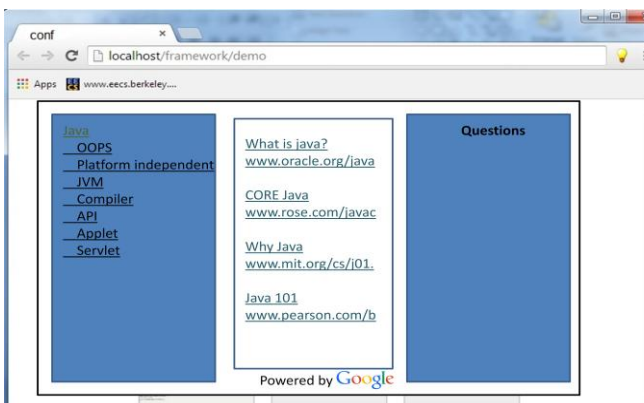 conf
localhost/framework/demo
Apps www.eecs.berkeley....
Java
OOPS
Platform independent
JVM
Compiler
API
Applet
Servlet
What is java?
www.oracle.org/java
CORE Java
www.rose.com/javac
Why Java
www.mit.org/cs/j01.
Java 101
www.pearson.com/b
Powered by Google
Questions